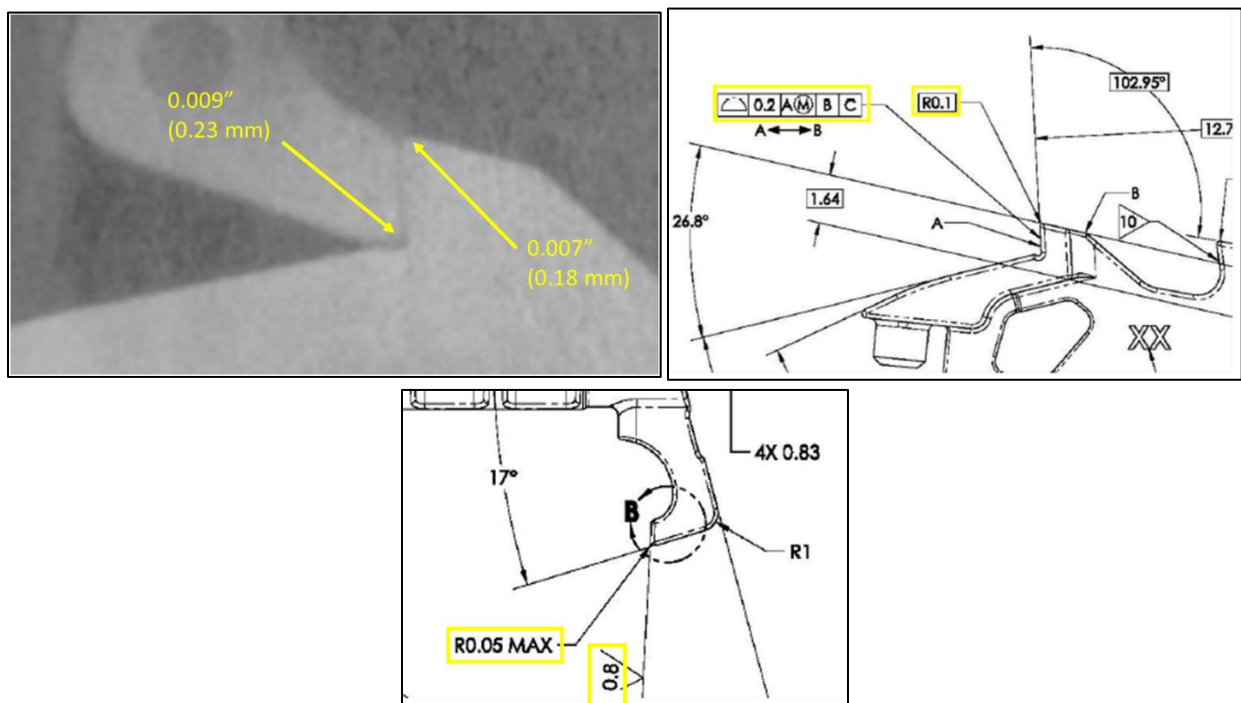 0.009”
(0.23 mm)
0.007”
(0.18 mm)
⌓ 0.2 AⓂ B C
A B
R0.1
102.95°
12.7
B
10
1.64
A
26.8°
XX
4X 0.83
17°
B
R1
R0.05 MAX
0.8